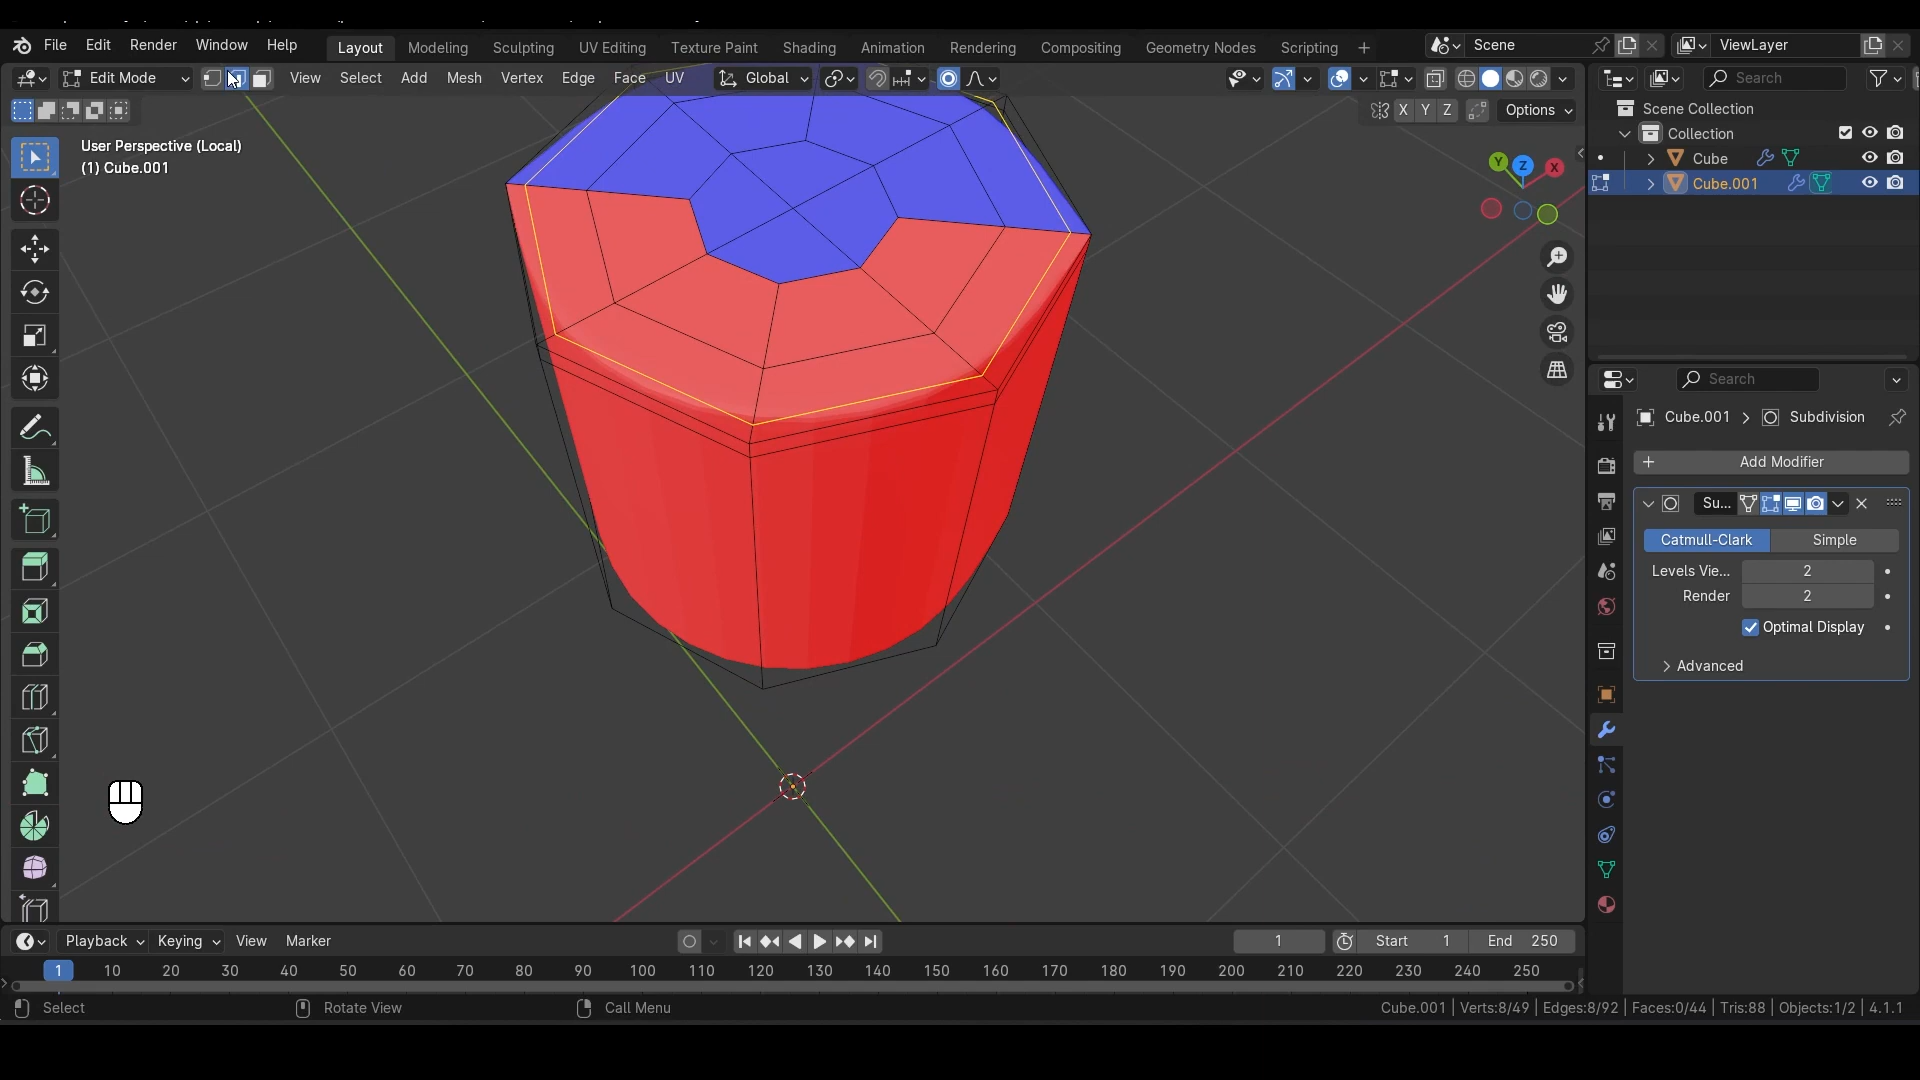 File Edit Render Window Help Layout Modeling Sculpting UV Editing Texture Paint Shading Animation Rendering Compositing Geometry Nodes Scripting + Scene ViewLayer
Edit Mode View Select Add Mesh Vertex Edge Face UV Global Search
X Y Z Options
Scene Collection
Collection
Cube
Cube.001
User Perspective (Local)
(1) Cube.001
Y Z X
Search
Cube.001 > Subdivision
+ Add Modifier
Su...
Catmull-Clark Simple
Levels Vie... 2
Render 2
Optimal Display
Advanced
Playback Keying View Marker 1 Start 1 End 250
1 10 20 30 40 50 60 70 80 90 100 110 120 130 140 150 160 170 180 190 200 210 220 230 240 250
Select Rotate View Call Menu Cube.001 | Verts:8/49 | Edges:8/92 | Faces:0/44 | Tris:88 | Objects:1/2 | 4.1.1